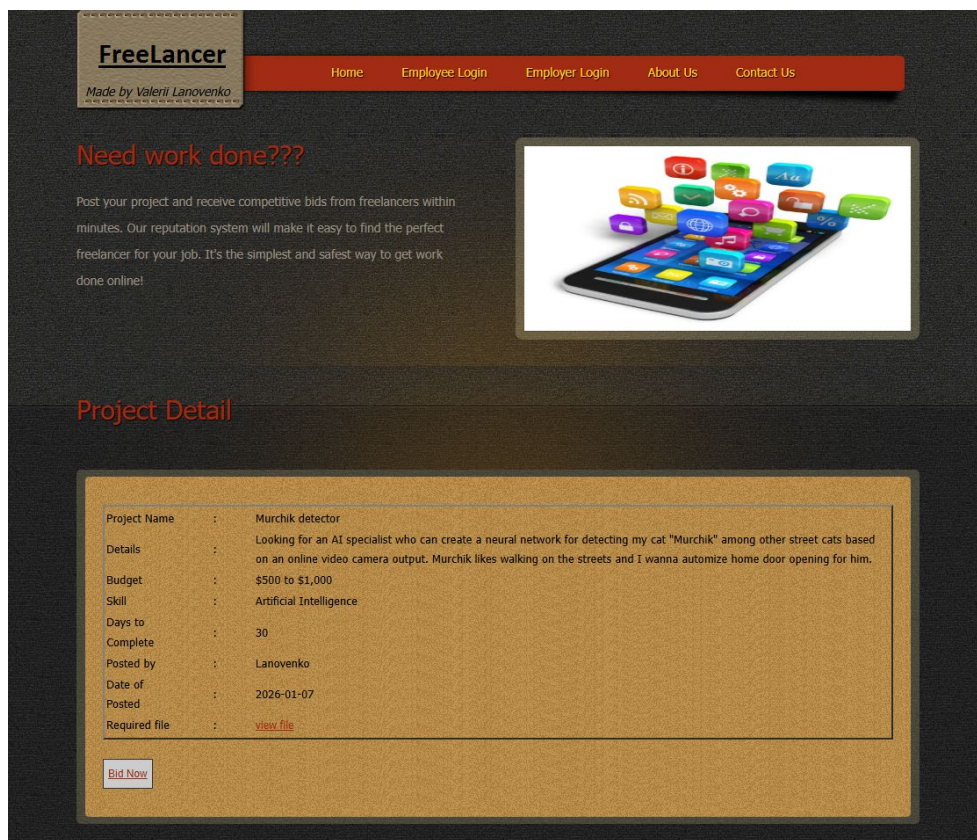 FreeLancer
Made by Valerii Lanovenko
Home Employee Login Employer Login About Us Contact Us
Need work done???
Post your project and receive competitive bids from freelancers within
minutes. Our reputation system will make it easy to find the perfect
freelancer for your job. It's the simplest and safest way to get work
done online!
Aa
%
Project Detail
Project Name : Murchik detector
Details : Looking for an AI specialist who can create a neural network for detecting my cat "Murchik" among other street cats based
on an online video camera output. Murchik likes walking on the streets and I wanna automize home door opening for him.
Budget : $500 to $1,000
Skill : Artificial Intelligence
Days to
Complete : 30
Posted by : Lanovenko
Date of
Posted : 2026-01-07
Required file : view file
Bid Now